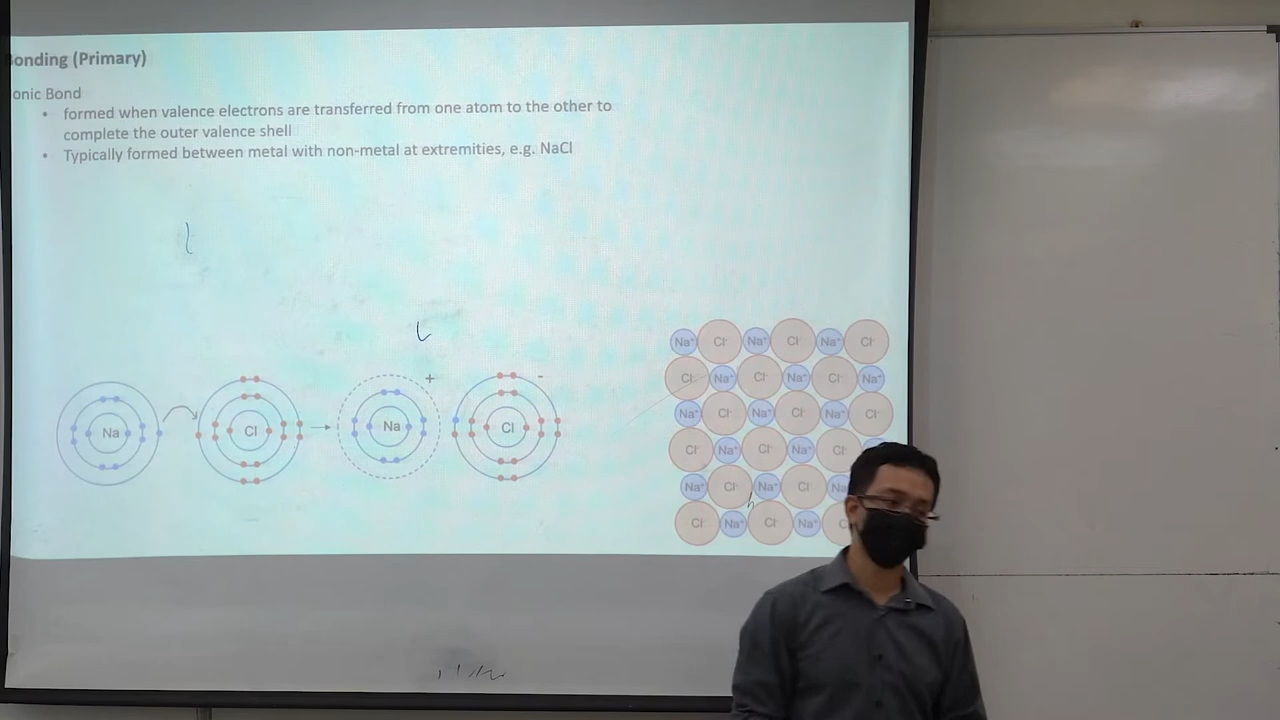 onding (Primary)
onic Bond
• formed when valence electrons are transferred from one atom to the other to
complete the outer valence shell
• Typically formed between metal with non-metal at extremities, e.g. NaCl
Na Cl Na + Cl -
Na⁺ Cl⁻ Na⁺ Cl⁻ Na⁺ Cl⁻
Cl⁻ Na⁺ Cl⁻ Na⁺ Cl⁻ Na⁺
Na⁺ Cl⁻ Na⁺ Cl⁻ Na⁺ Cl⁻
Cl⁻ Na⁺ Cl⁻ Na⁺ Cl⁻
Na⁺ Cl⁻ Na⁺ Cl⁻ Na
Cl⁻ Na⁺ Cl⁻ Na⁺ C